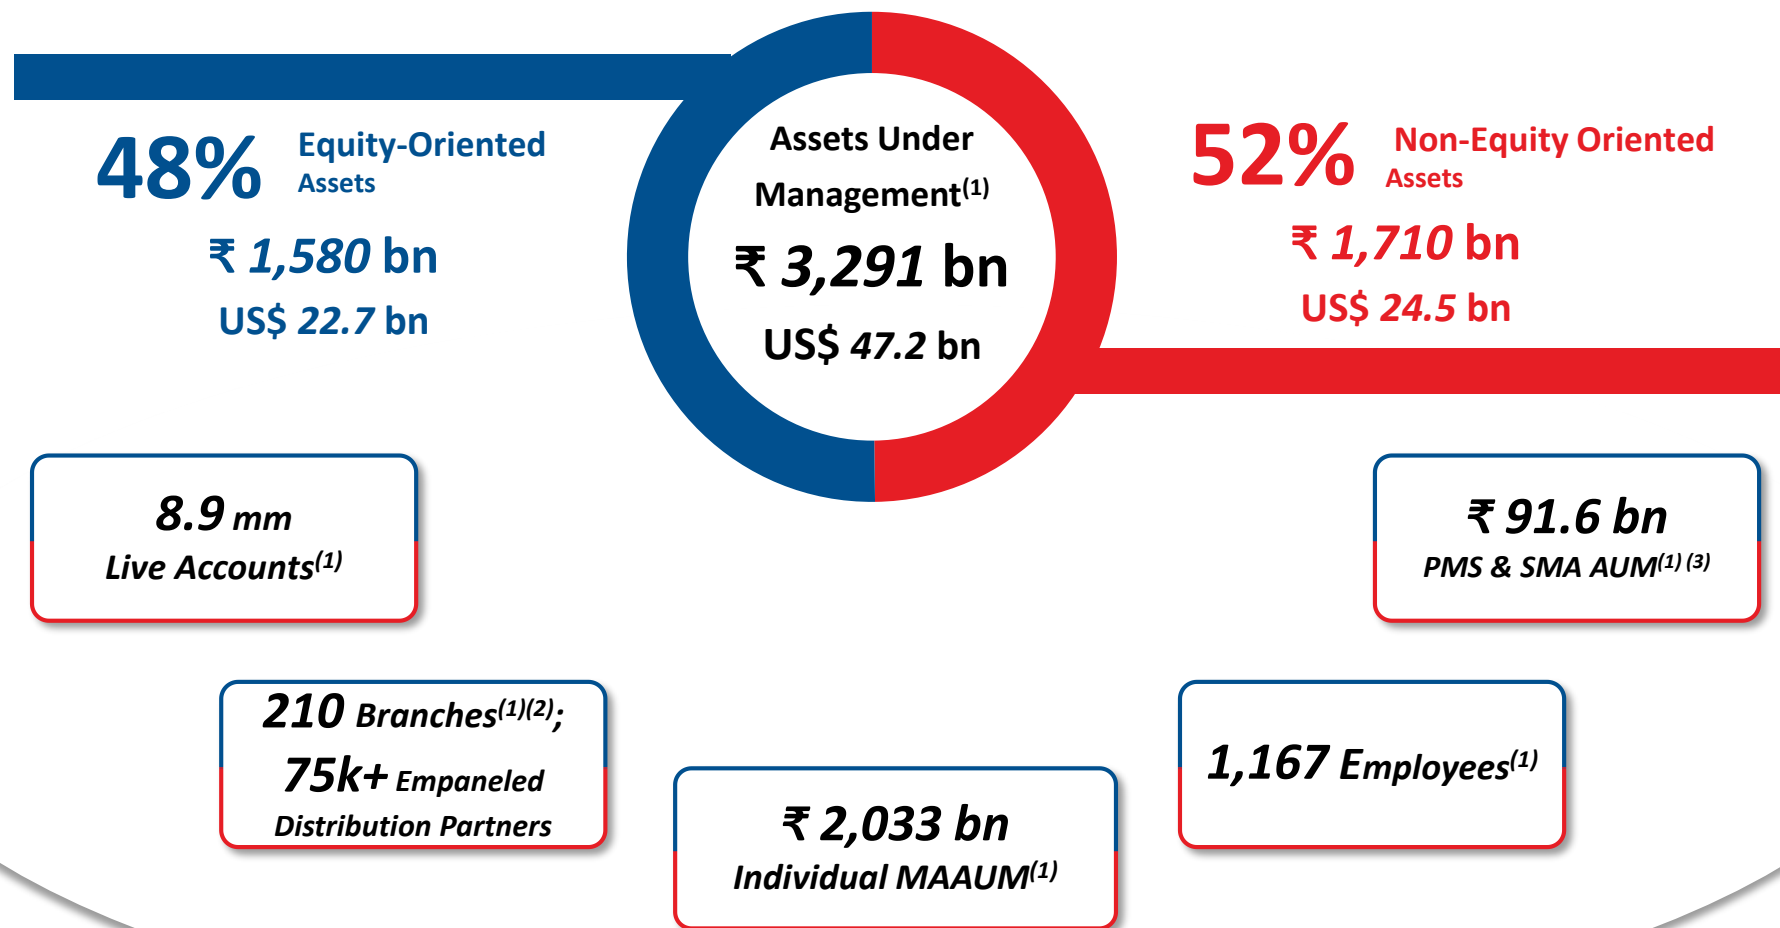 48% Equity-Oriented
Assets
₹ 1,580 bn
US$ 22.7 bn
Assets Under
Management(1)
₹ 3,291 bn
US$ 47.2 bn
52% Non-Equity Oriented
Assets
₹ 1,710 bn
US$ 24.5 bn
8.9 mm
Live Accounts(1)
₹ 91.6 bn
PMS & SMA AUM(1) (3)
210 Branches(1)(2);
75k+ Empaneled
Distribution Partners
₹ 2,033 bn
Individual MAAUM(1)
1,167 Employees(1)